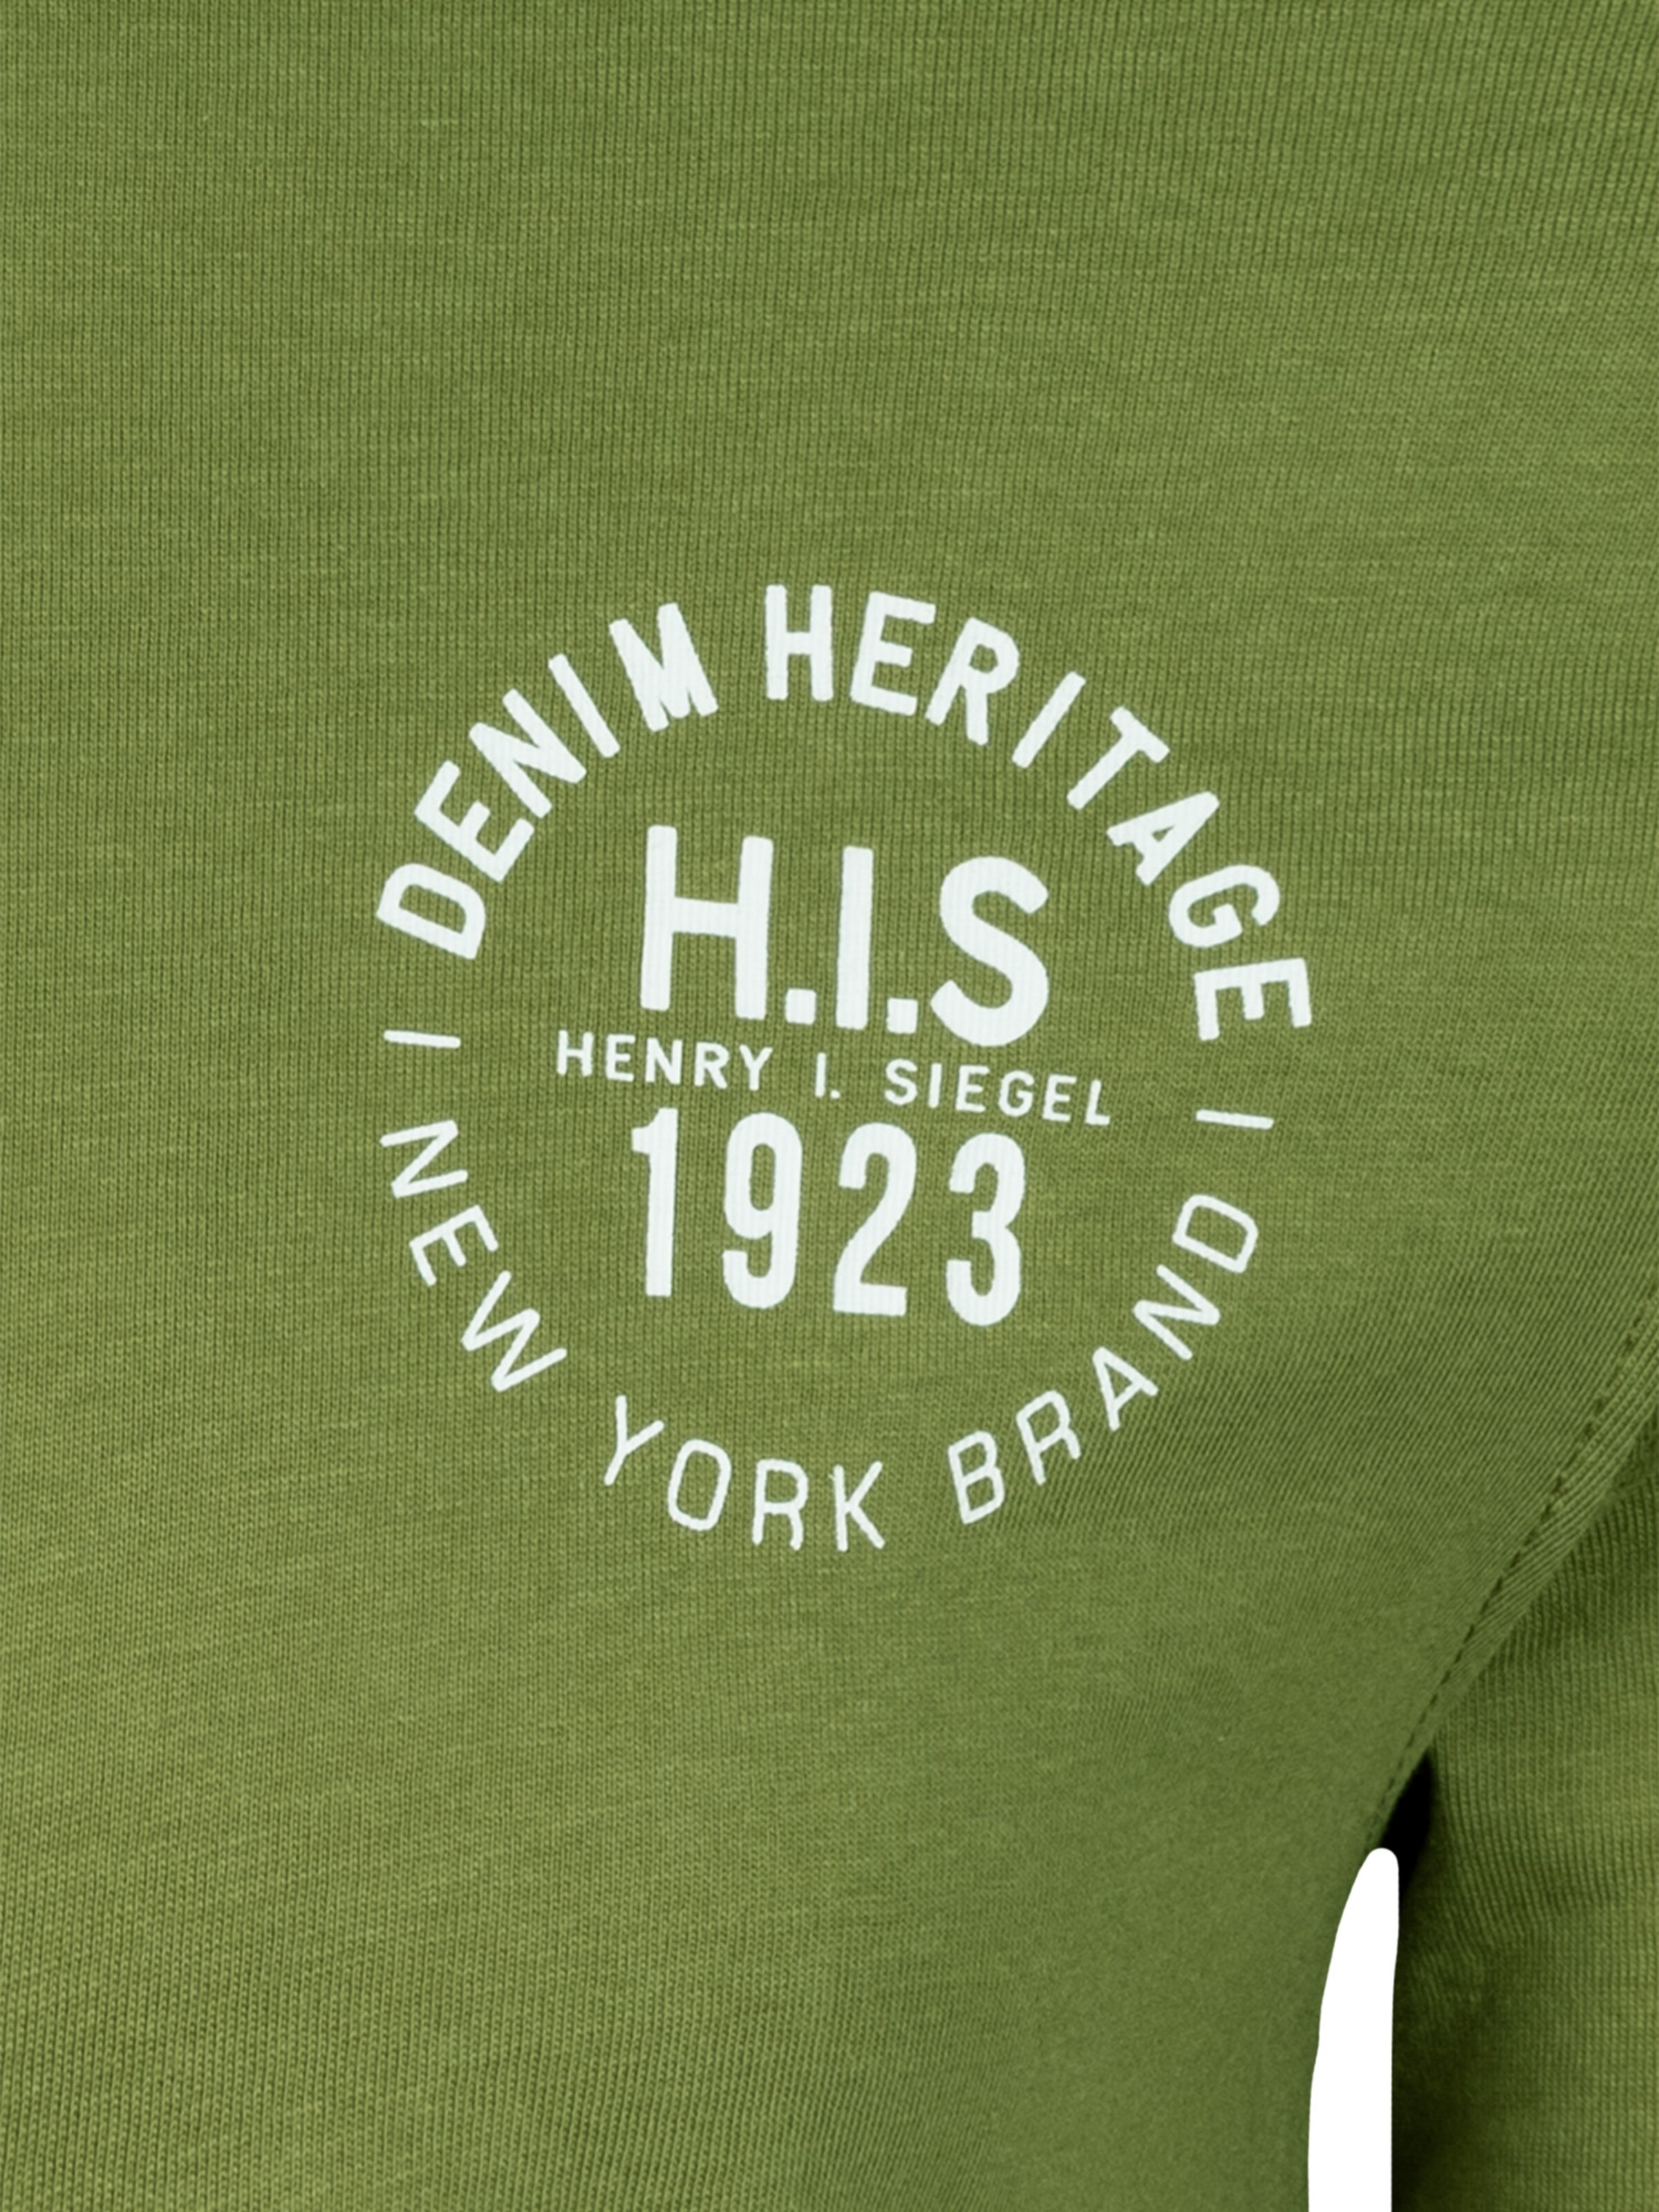 DENIM HERITAGE
H.I.S
HENRY I. SIEGEL
1923
| NEW YORK BRAND |